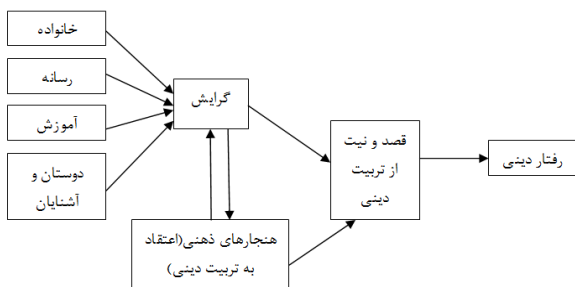 خانواده
رسانه
آموزش
دوستان و
آشنایان
گرایش
هنجارهای ذهنی(اعتقاد
به تربیت دینی)
قصد و نیت
از تربیت
دینی
رفتار دینی